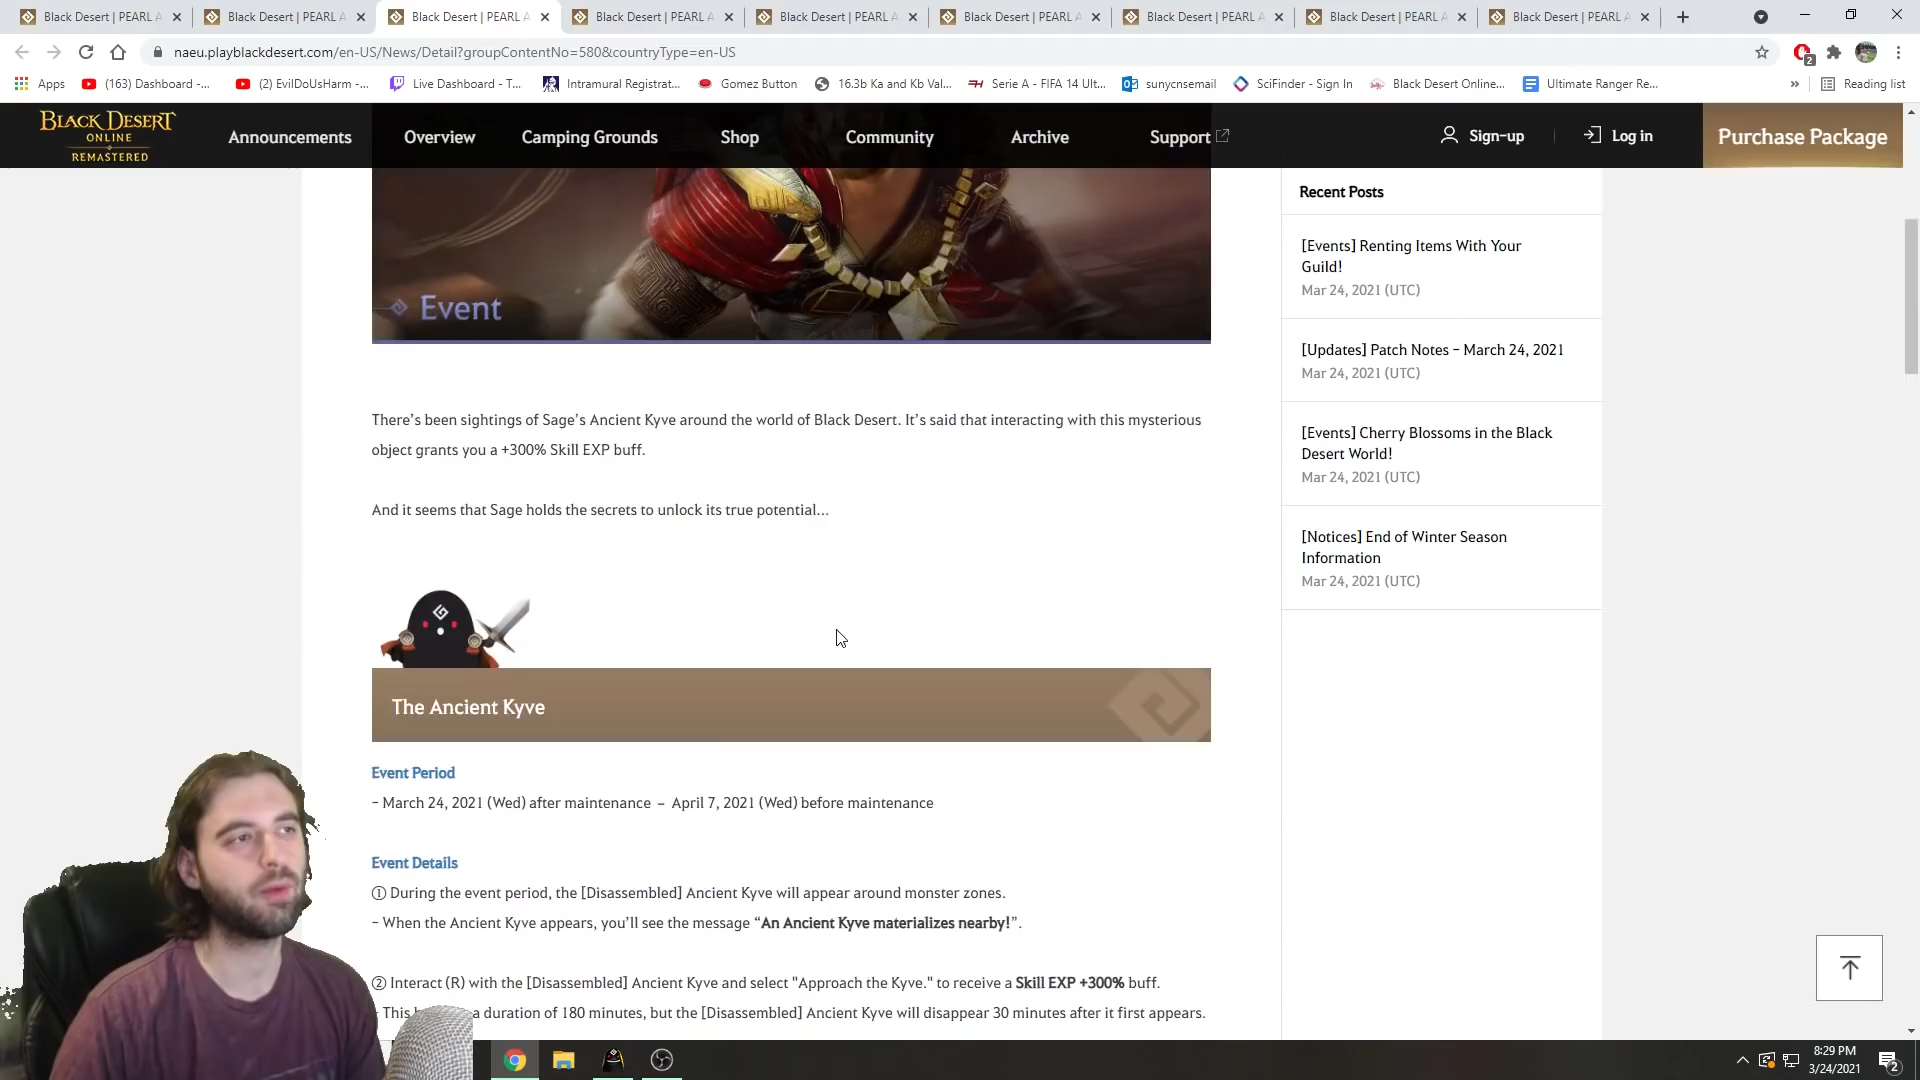 Black Desert | PEARL A
Black Desert | PEARL A
Black Desert | PEARL A
Black Desert | PEARL A
Black Desert | PEARL A
Black Desert | PEARL A
Black Desert | PEARL A
Black Desert | PEARL A
Black Desert | PEARL A
naeu.playblackdesert.com/en-US/News/Detail?groupContentNo=580&countryType=en-US
2
Apps
(163) Dashboard -...
(2) EvilDoUsHarm -...
Live Dashboard - T...
Intramural Registrat...
Gomez Button
16.3b Ka and Kb Val...
Serie A - FIFA 14 Ult...
sunycnsemail
SciFinder - Sign In
Black Desert Online...
Ultimate Ranger Re...
»
Reading list
BLACK DESERT
ONLINE
REMASTERED
Announcements
Overview
Camping Grounds
Shop
Community
Archive
Support
Sign-up
Log in
Purchase Package
Event
There's been sightings of Sage's Ancient Kyve around the world of Black Desert. It's said that interacting with this mysterious
object grants you a +300% Skill EXP buff.
And it seems that Sage holds the secrets to unlock its true potential...
The Ancient Kyve
Event Period
- March 24, 2021 (Wed) after maintenance – April 7, 2021 (Wed) before maintenance
Event Details
① During the event period, the [Disassembled] Ancient Kyve will appear around monster zones.
- When the Ancient Kyve appears, you'll see the message “An Ancient Kyve materializes nearby!”.
② Interact (R) with the [Disassembled] Ancient Kyve and select "Approach the Kyve." to receive a Skill EXP +300% buff.
- This a duration of 180 minutes, but the [Disassembled] Ancient Kyve will disappear 30 minutes after it first appears.
Recent Posts
[Events] Renting Items With Your
Guild!
Mar 24, 2021 (UTC)
[Updates] Patch Notes - March 24, 2021
Mar 24, 2021 (UTC)
[Events] Cherry Blossoms in the Black
Desert World!
Mar 24, 2021 (UTC)
[Notices] End of Winter Season
Information
Mar 24, 2021 (UTC)
8:29 PM
3/24/2021
2